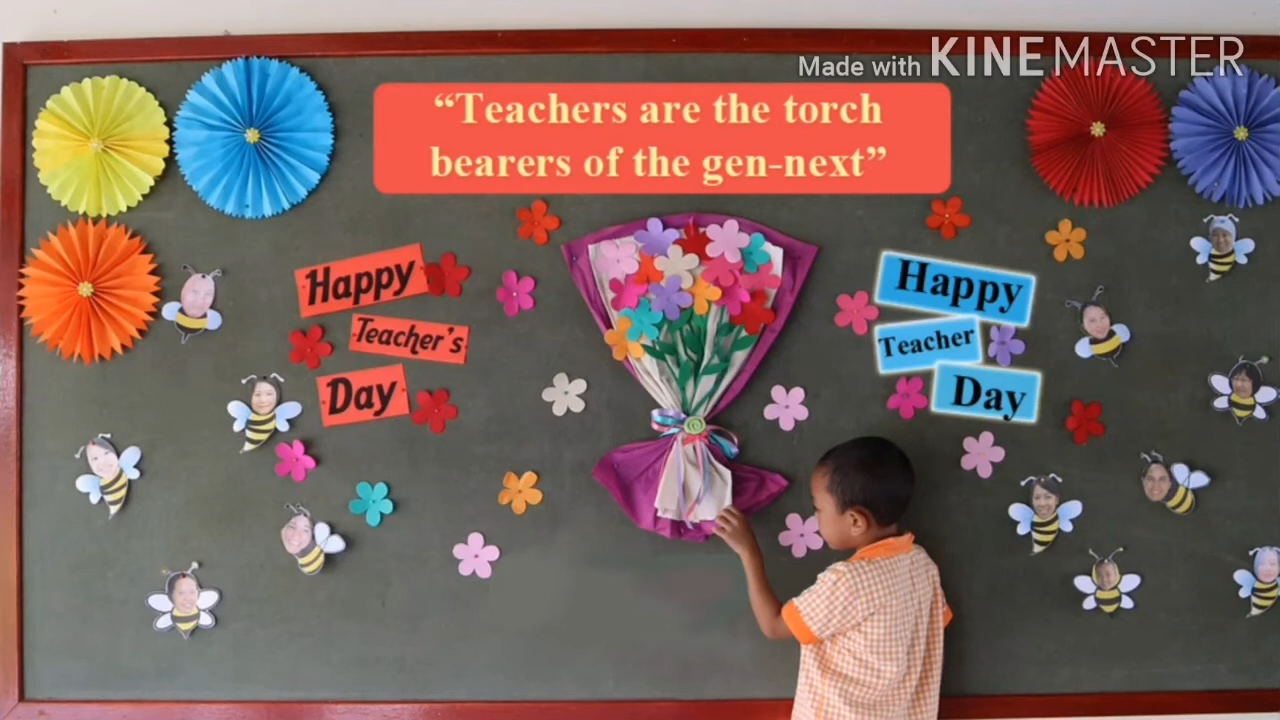 Made with KINEMASTER
“Teachers are the torch
bearers of the gen-next”
Happy
Teacher's
Day
Happy
Teacher
Day